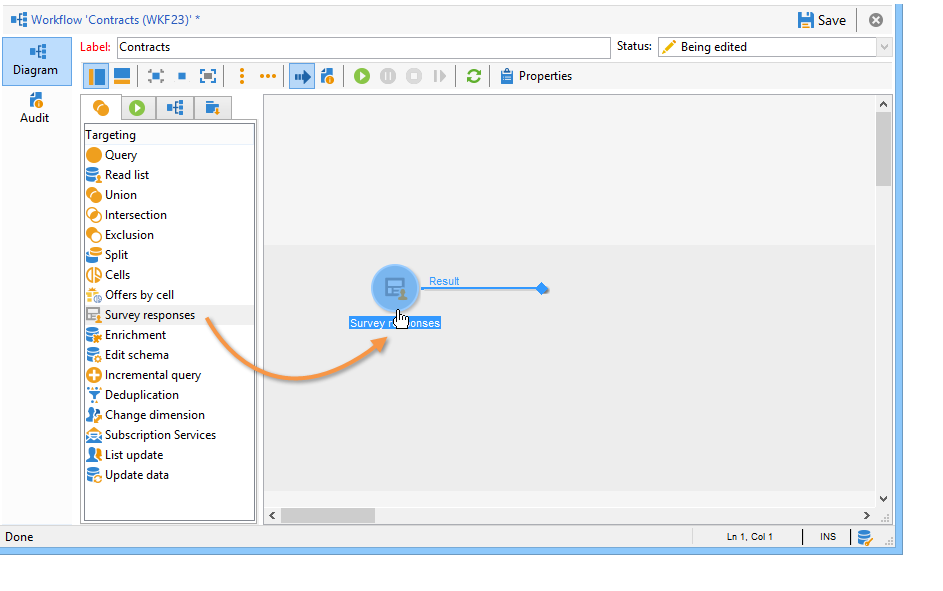 Workflow 'Contracts (WKF23)' *
Save
Label:
Contracts
Status:
Being edited
Diagram
Properties
Audit
Targeting
Query
Read list
Union
Intersection
Exclusion
Split
Cells
Offers by cell
Survey responses
Enrichment
Edit schema
Incremental query
Deduplication
Change dimension
Subscription Services
List update
Update data
Result
Survey responses
Done
Ln 1, Col 1
INS